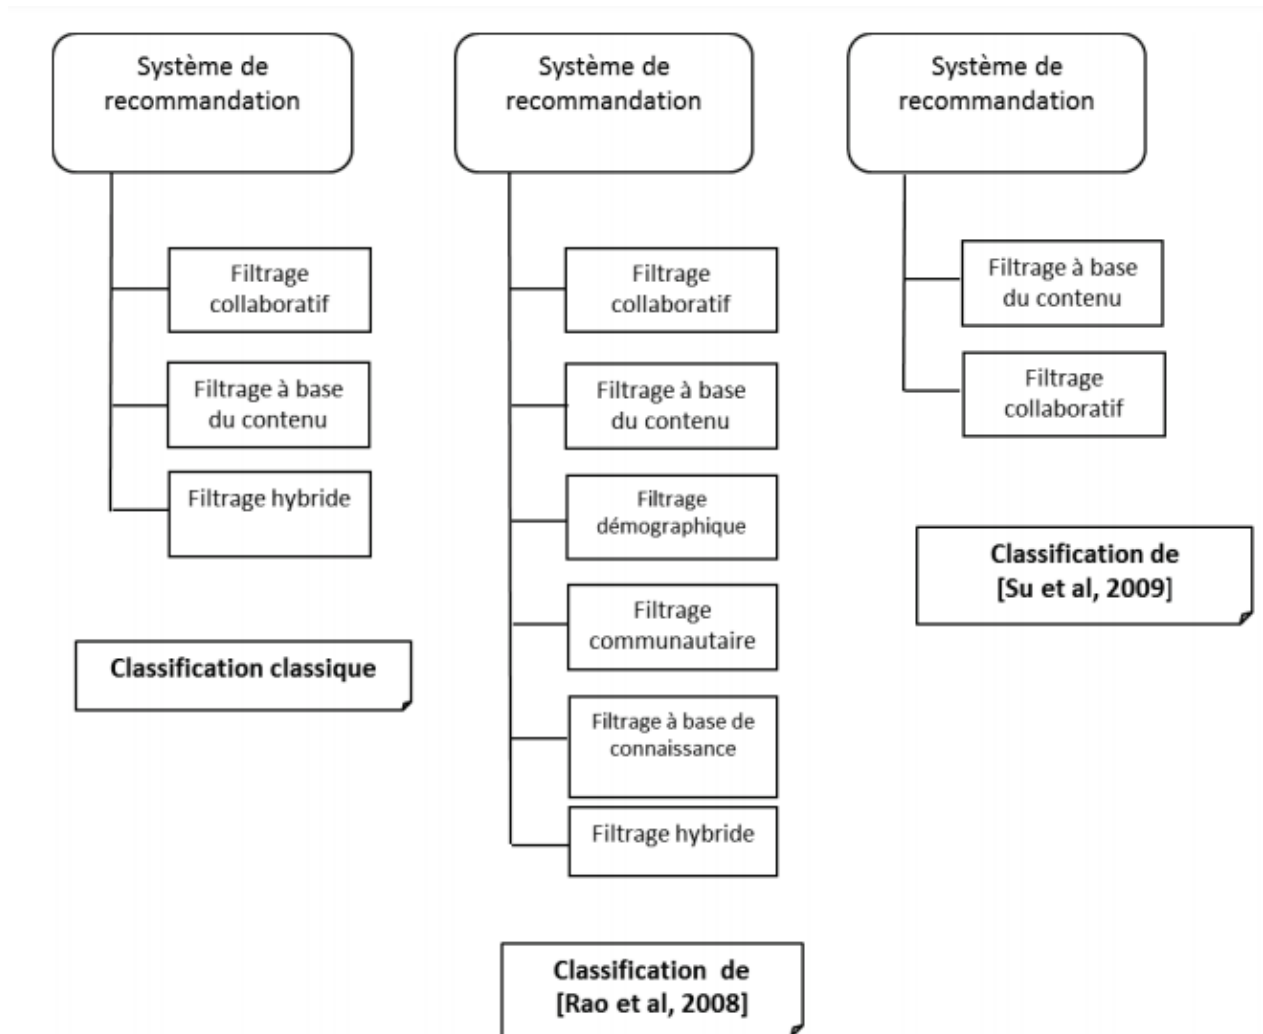 Système de
recommandation
Filtrage
collaboratif
Filtrage à base
du contenu
Filtrage hybride
Classification classique
Système de
recommandation
Filtrage
collaboratif
Filtrage à base
du contenu
Filtrage
démographique
Filtrage
communautaire
Filtrage à base de
connaissance
Filtrage hybride
Classification de
[Rao et al, 2008]
Système de
recommandation
Filtrage à base
du contenu
Filtrage
collaboratif
Classification de
[Su et al, 2009]